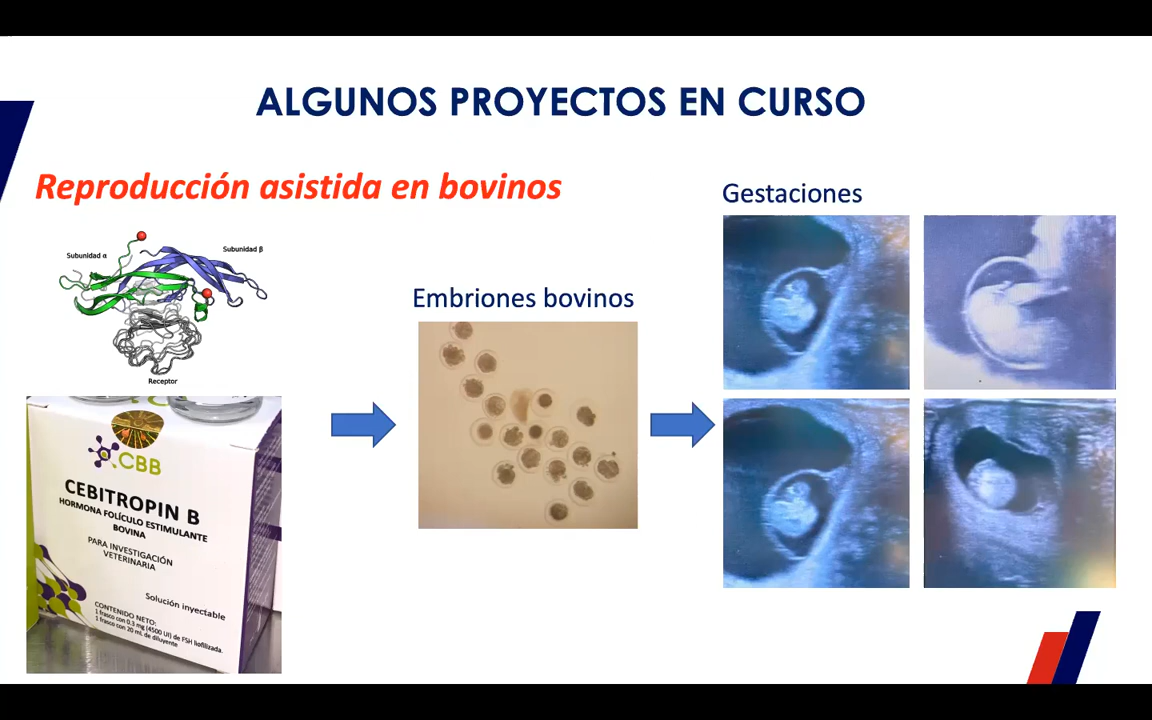 ALGUNOS PROYECTOS EN CURSO
Reproducción asistida en bovinos
Subunidad α
Subunidad β
Receptor
CBB
CEBITROPIN B
HORMONA FOLÍCULO ESTIMULANTE
BOVINA
PARA INVESTIGACIÓN
VETERINARIA
Solución inyectable
CONTENIDO NETO:
1 frasco con 0.3 mg (4500 UI) de FSH liofilizada.
1 frasco con 20 mL de diluyente
Embriones bovinos
Gestaciones